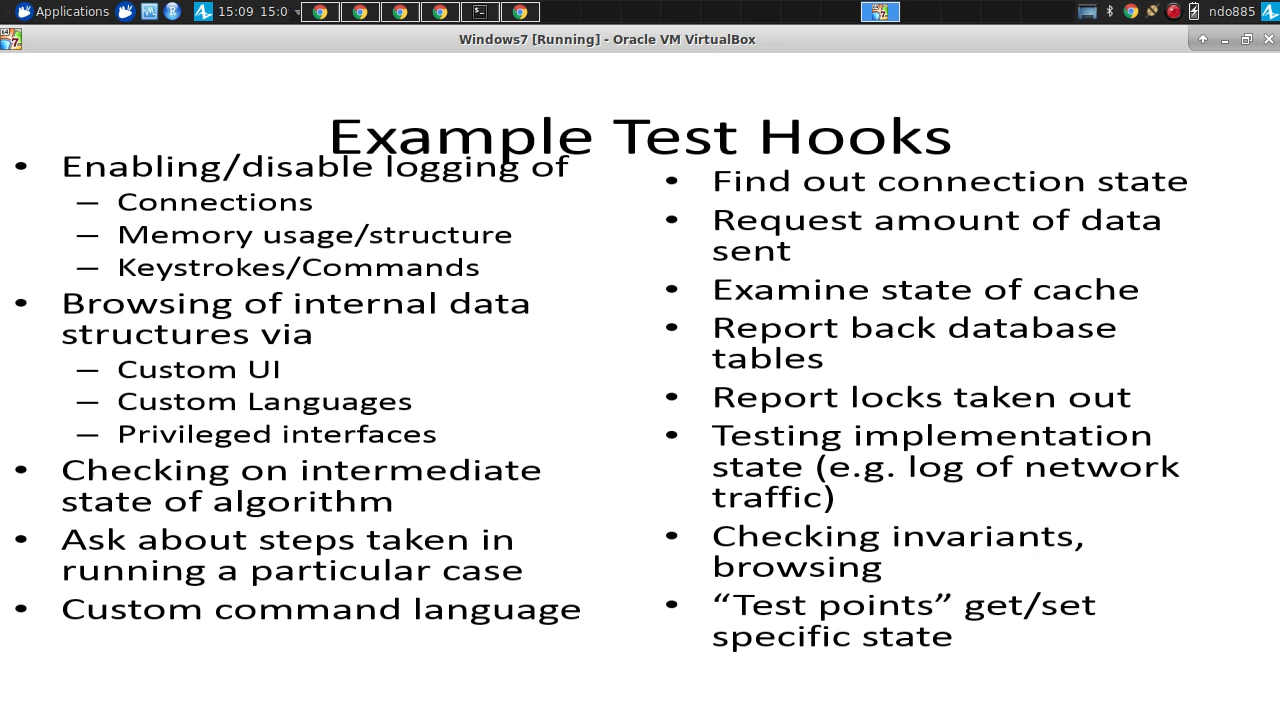 Applications 15:09 15:0 ndo885
Windows7 [Running] - Oracle VM VirtualBox
Example Test Hooks
• Enabling/disable logging of
– Connections
– Memory usage/structure
– Keystrokes/Commands
• Browsing of internal data
structures via
– Custom UI
– Custom Languages
– Privileged interfaces
• Checking on intermediate
state of algorithm
• Ask about steps taken in
running a particular case
• Custom command language
• Find out connection state
• Request amount of data
sent
• Examine state of cache
• Report back database
tables
• Report locks taken out
• Testing implementation
state (e.g. log of network
traffic)
• Checking invariants,
browsing
• “Test points” get/set
specific state